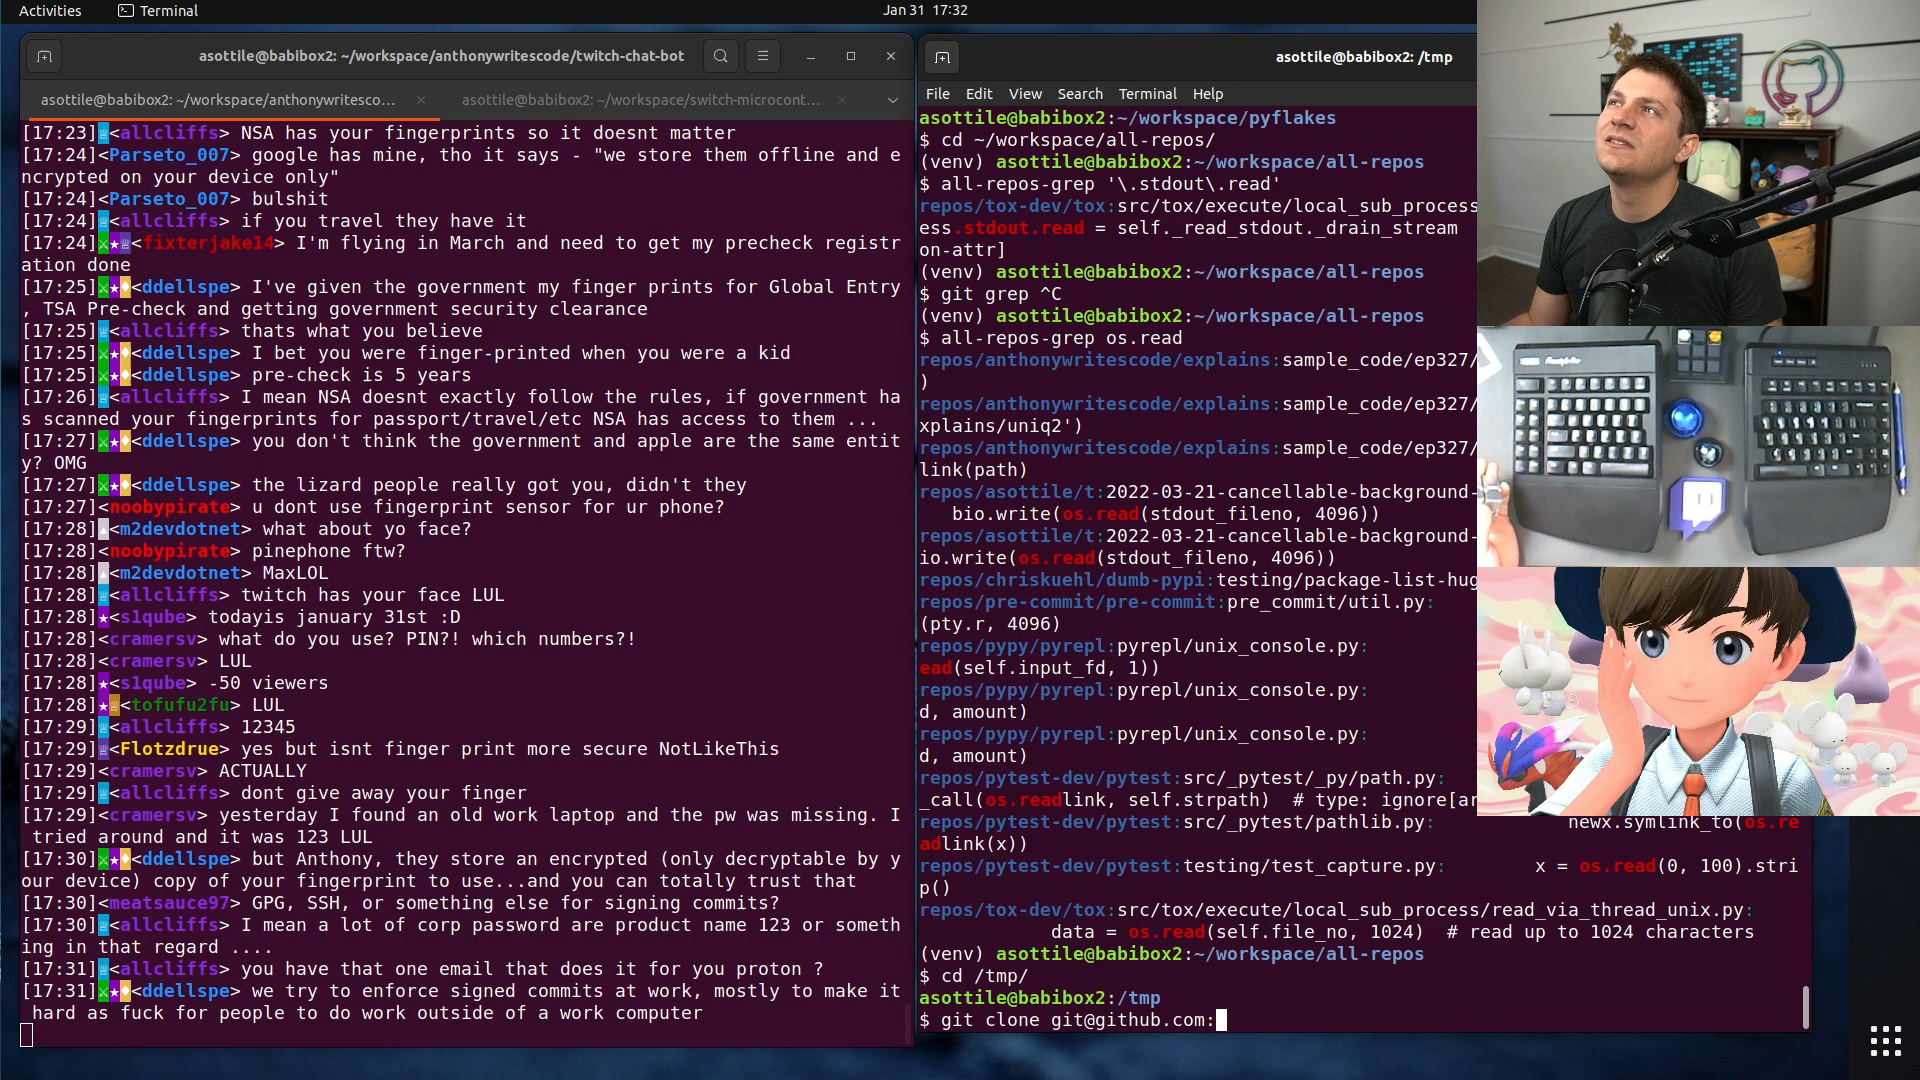 Activities
Terminal
Jan 31 17:32
asottile@babibox2: ~/workspace/anthonywritescode/twitch-chat-bot
asottile@babibox2: ~/workspace/anthonywritesco…
asottile@babibox2: ~/workspace/switch-microcont…
[17:23]<allcliffs> NSA has your fingerprints so it doesnt matter
[17:24]<Parseto_007> google has mine, tho it says - "we store them offline and e
ncrypted on your device only"
[17:24]<Parseto_007> bulshit
[17:24]<allcliffs> if you travel they have it
[17:24]<fixterjake14> I'm flying in March and need to get my precheck registr
ation done
[17:25]<ddellspe> I've given the government my finger prints for Global Entry
, TSA Pre-check and getting government security clearance
[17:25]<allcliffs> thats what you believe
[17:25]<ddellspe> I bet you were finger-printed when you were a kid
[17:25]<ddellspe> pre-check is 5 years
[17:26]<allcliffs> I mean NSA doesnt exactly follow the rules, if government ha
s scanned your fingerprints for passport/travel/etc NSA has access to them ...
[17:27]<ddellspe> you don't think the government and apple are the same entit
y? OMG
[17:27]<ddellspe> the lizard people really got you, didn't they
[17:27]<noobypirate> u dont use fingerprint sensor for ur phone?
[17:28]<m2devdotnet> what about yo face?
[17:28]<noobypirate> pinephone ftw?
[17:28]<m2devdotnet> MaxLOL
[17:28]<allcliffs> twitch has your face LUL
[17:28]<s1qube> todayis january 31st :D
[17:28]<cramersv> what do you use? PIN?! which numbers?!
[17:28]<cramersv> LUL
[17:28]<s1qube> -50 viewers
[17:28]<tofufu2fu> LUL
[17:29]<allcliffs> 12345
[17:29]<Flotzdrue> yes but isnt finger print more secure NotLikeThis
[17:29]<cramersv> ACTUALLY
[17:29]<allcliffs> dont give away your finger
[17:29]<cramersv> yesterday I found an old work laptop and the pw was missing. I
tried around and it was 123 LUL
[17:30]<ddellspe> but Anthony, they store an encrypted (only decryptable by y
our device) copy of your fingerprint to use...and you can totally trust that
[17:30]<meatsauce97> GPG, SSH, or something else for signing commits?
[17:30]<allcliffs> I mean a lot of corp password are product name 123 or someth
ing in that regard ....
[17:31]<allcliffs> you have that one email that does it for you proton ?
[17:31]<ddellspe> we try to enforce signed commits at work, mostly to make it
hard as fuck for people to do work outside of a work computer
asottile@babibox2: /tmp
File Edit View Search Terminal Help
asottile@babibox2:~/workspace/pyflakes
$ cd ~/workspace/all-repos/
(venv) asottile@babibox2:~/workspace/all-repos
$ all-repos-grep '\.stdout\.read'
repos/tox-dev/tox:src/tox/execute/local_sub_process
ess.stdout.read = self._read_stdout._drain_stream
on-attr]
(venv) asottile@babibox2:~/workspace/all-repos
$ git grep ^C
(venv) asottile@babibox2:~/workspace/all-repos
$ all-repos-grep os.read
repos/anthonywritescode/explains:sample_code/ep327/
)
repos/anthonywritescode/explains:sample_code/ep327/
xplains/uniq2')
repos/anthonywritescode/explains:sample_code/ep327/
link(path)
repos/asottile/t:2022-03-21-cancellable-background-
bio.write(os.read(stdout_fileno, 4096))
repos/asottile/t:2022-03-21-cancellable-background-
io.write(os.read(stdout_fileno, 4096))
repos/chriskuehl/dumb-pypi:testing/package-list-hug
repos/pre-commit/pre-commit:pre_commit/util.py:
(pty.r, 4096)
repos/pypy/pyrepl:pyrepl/unix_console.py:
ead(self.input_fd, 1))
repos/pypy/pyrepl:pyrepl/unix_console.py:
d, amount)
repos/pypy/pyrepl:pyrepl/unix_console.py:
d, amount)
repos/pytest-dev/pytest:src/_pytest/_py/path.py:
_call(os.readlink, self.strpath)  # type: ignore[ar
repos/pytest-dev/pytest:src/_pytest/pathlib.py: newx.symlink_to(os.re
adlink(x))
repos/pytest-dev/pytest:testing/test_capture.py: x = os.read(0, 100).stri
p()
repos/tox-dev/tox:src/tox/execute/local_sub_process/read_via_thread_unix.py:
data = os.read(self.file_no, 1024)  # read up to 1024 characters
(venv) asottile@babibox2:~/workspace/all-repos
$ cd /tmp/
asottile@babibox2:/tmp
$ git clone git@github.com: